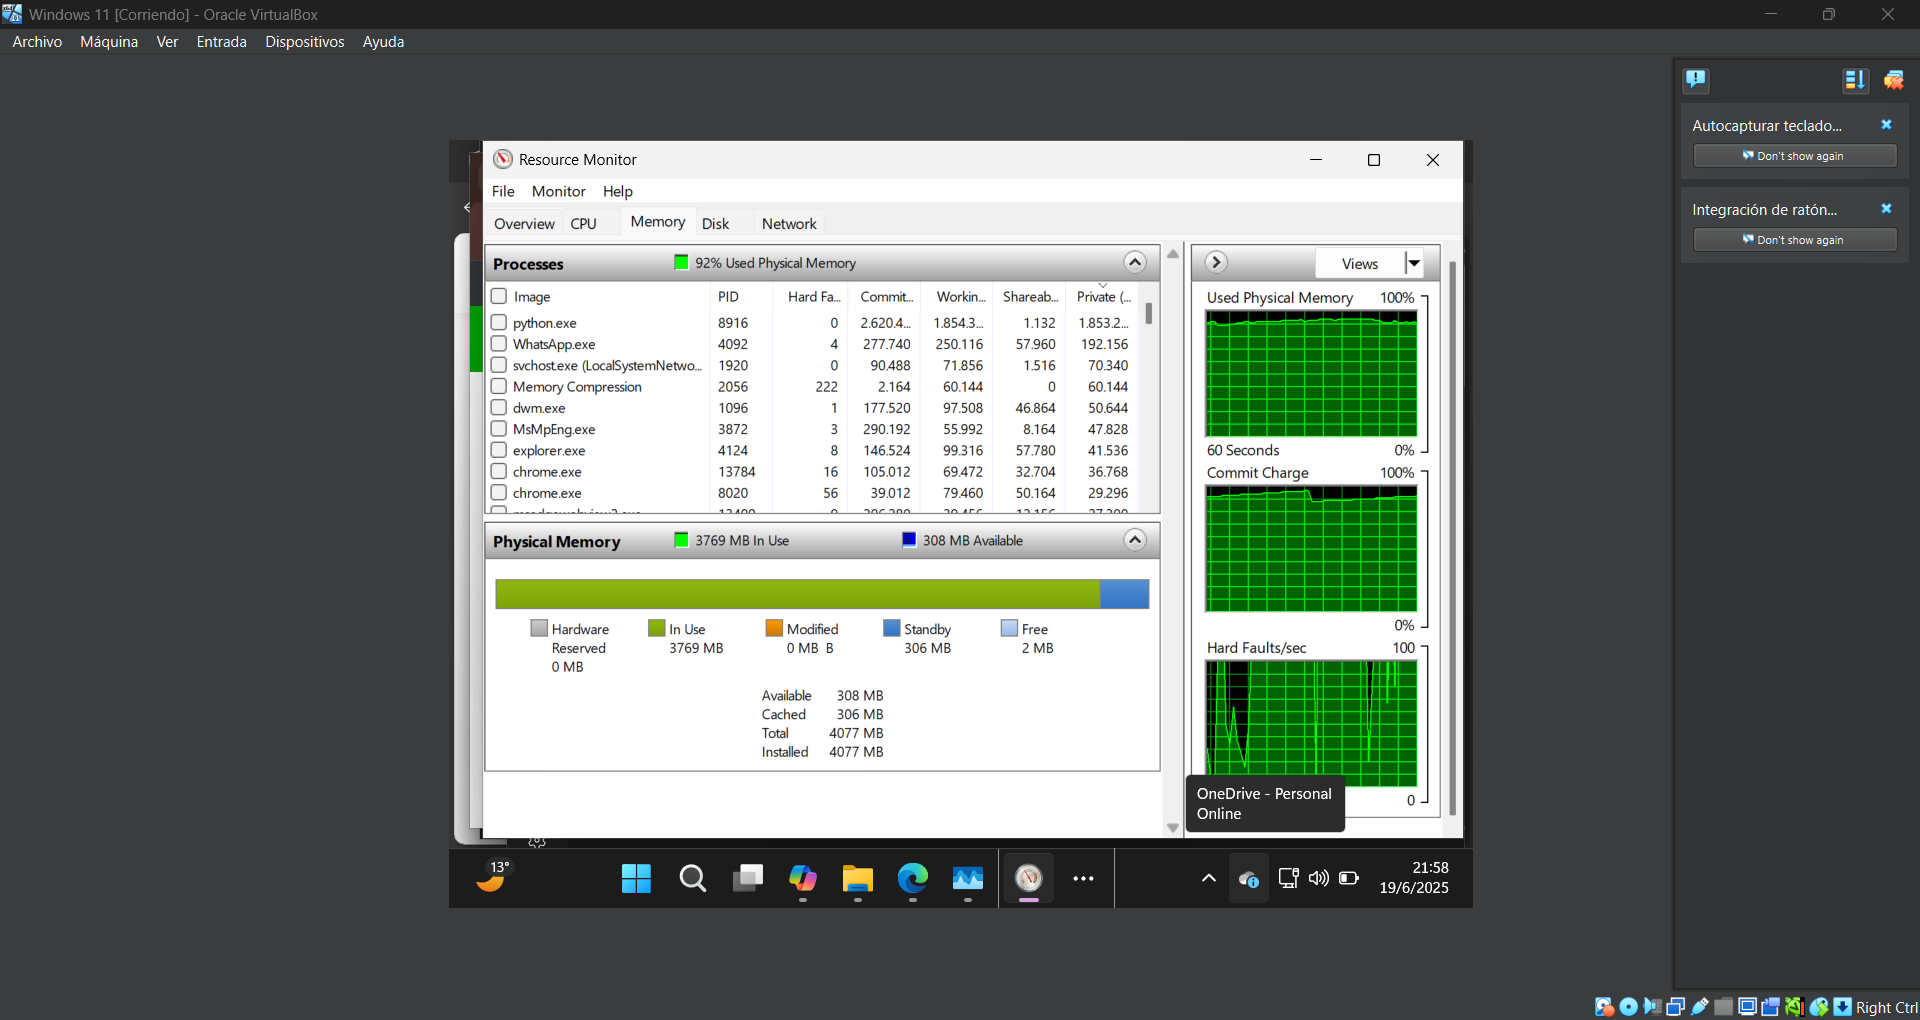 Windows 11 [Corriendo] - Oracle VirtualBox
Archivo Máquina Ver Entrada Dispositivos Ayuda
Autocapturar teclado...
Don't show again
Integración de ratón...
Don't show again
Resource Monitor
File Monitor Help
Overview CPU Memory Disk Network
Processes 92% Used Physical Memory
Image PID Hard Fa... Commit... Workin... Shareab... Private (...
python.exe 8916 0 2.620.4... 1.854.3... 1.132 1.853.2...
WhatsApp.exe 4092 4 277.740 250.116 57.960 192.156
svchost.exe (LocalSystemNetwo... 1920 0 90.488 71.856 1.516 70.340
Memory Compression 2056 222 2.164 60.144 0 60.144
dwm.exe 1096 1 177.520 97.508 46.864 50.644
MsMpEng.exe 3872 3 290.192 55.992 8.164 47.828
explorer.exe 4124 8 146.524 99.316 57.780 41.536
chrome.exe 13784 16 105.012 69.472 32.704 36.768
chrome.exe 8020 56 39.012 79.460 50.164 29.296
Physical Memory 3769 MB In Use 308 MB Available
Hardware Reserved 0 MB
In Use 3769 MB
Modified 0 MB B
Standby 306 MB
Free 2 MB
Available 308 MB
Cached 306 MB
Total 4077 MB
Installed 4077 MB
Views
Used Physical Memory 100%
60 Seconds 0%
Commit Charge 100%
0%
Hard Faults/sec 100
0
OneDrive - Personal
Online
13°
21:58
19/6/2025
Right Ctrl